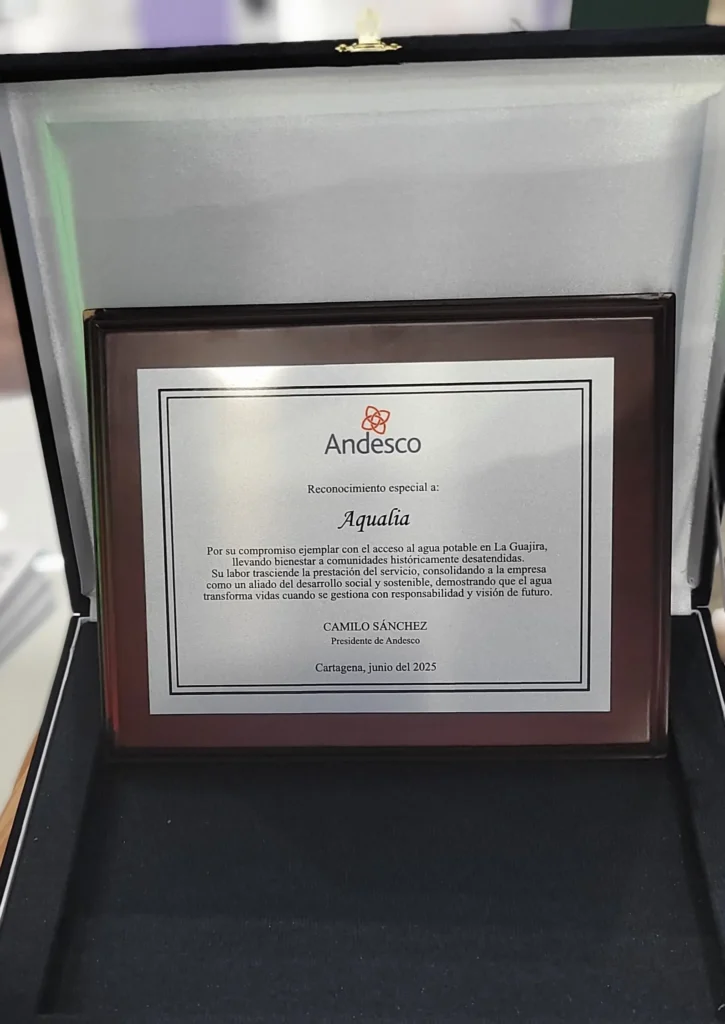 Andesco
Reconocimiento especial a:
Aqualia
Por su compromiso ejemplar con el acceso al agua potable en La Guajira,
llevando bienestar a comunidades históricamente desatendidas.
Su labor trasciende la prestación del servicio, consolidando a la empresa
como un aliado del desarrollo social y sostenible, demostrando que el agua
transforma vidas cuando se gestiona con responsabilidad y visión de futuro.
CAMILO SÁNCHEZ
Presidente de Andesco
Cartagena, junio del 2025